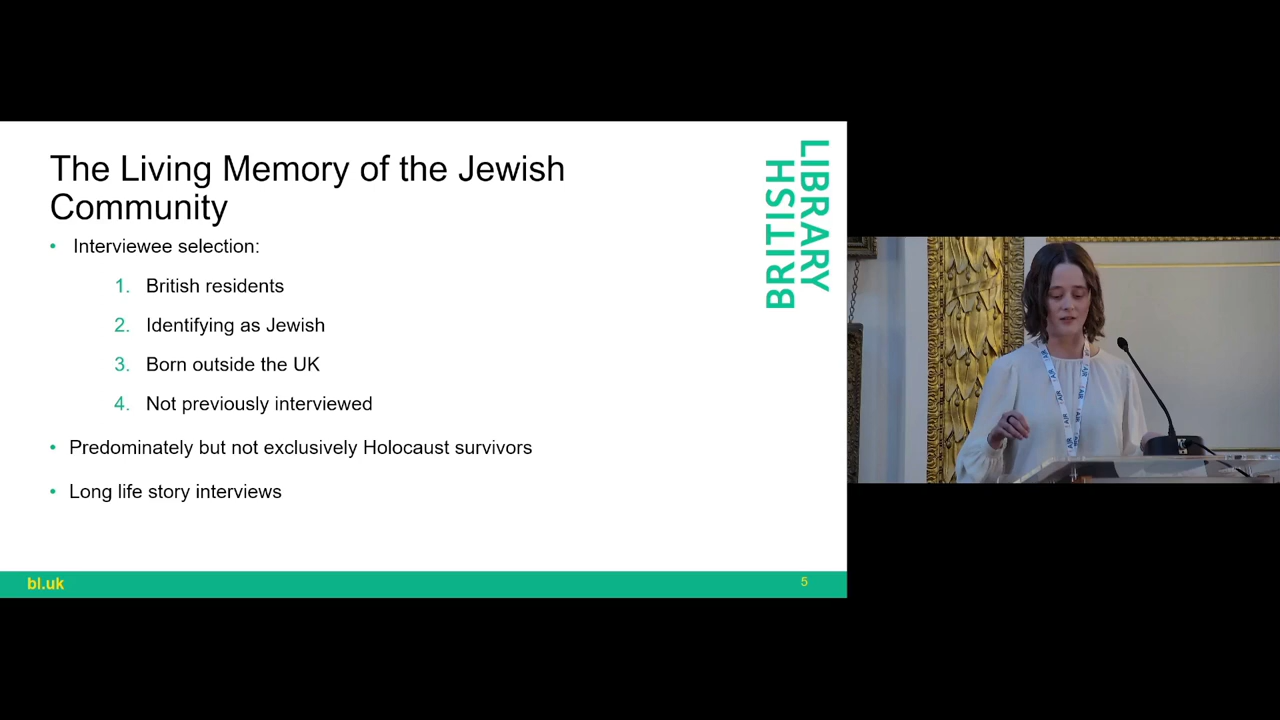 The Living Memory of the Jewish
Community
• Interviewee selection:
1. British residents
2. Identifying as Jewish
3. Born outside the UK
4. Not previously interviewed
• Predominately but not exclusively Holocaust survivors
• Long life story interviews
bl.uk
5
BRITISH
LIBRARY